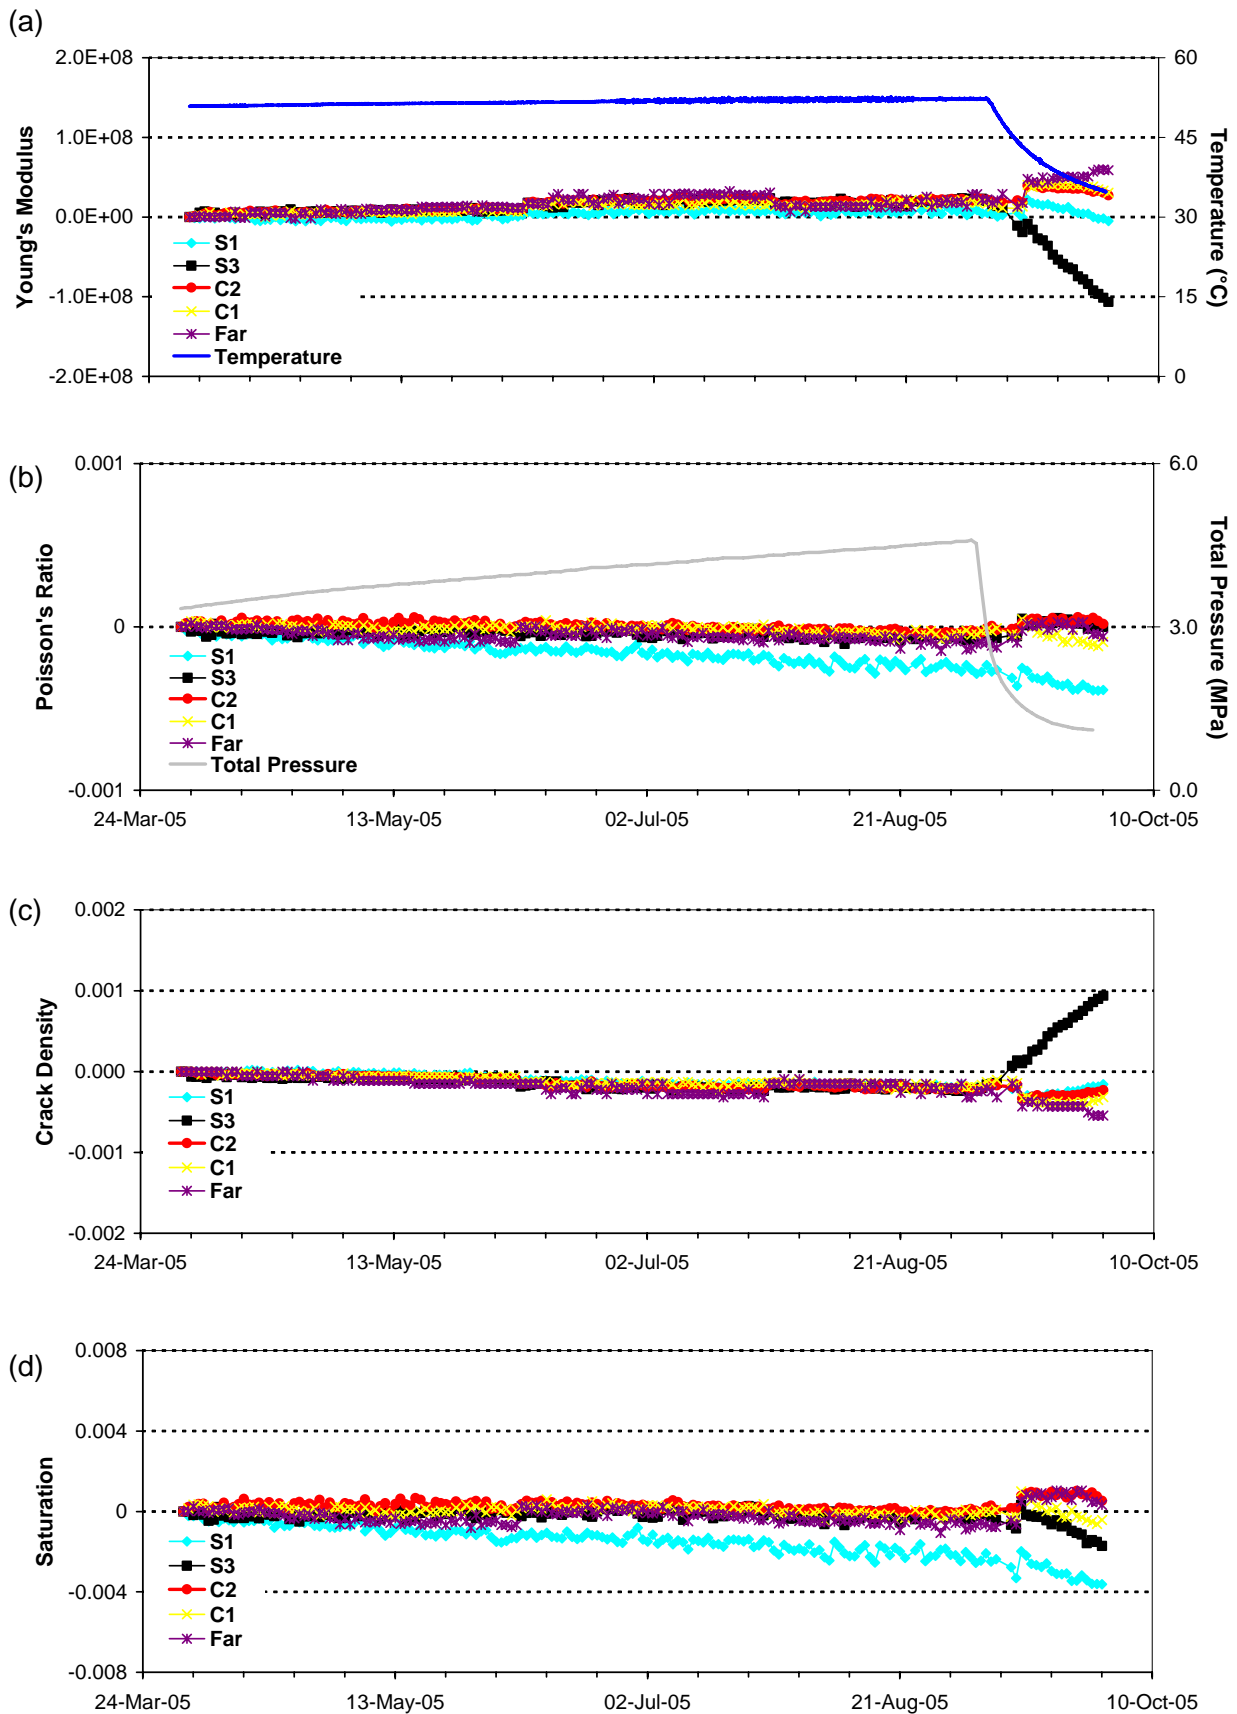 (a)
2.0E+08
1.0E+08
0.0E+00
-1.0E+08
-2.0E+08
Young's Modulus
60
45
30
15
0
Temperature (°C)
S1
S3
C2
C1
Far
Temperature
(b)
0.001
0
-0.001
Poisson's Ratio
6.0
3.0
0.0
Total Pressure (MPa)
S1
S3
C2
C1
Far
Total Pressure
24-Mar-05 13-May-05 02-Jul-05 21-Aug-05 10-Oct-05
(c)
0.002
0.001
0.000
-0.001
-0.002
Crack Density
S1
S3
C2
C1
Far
24-Mar-05 13-May-05 02-Jul-05 21-Aug-05 10-Oct-05
(d)
0.008
0.004
0
-0.004
-0.008
Saturation
S1
S3
C2
C1
Far
24-Mar-05 13-May-05 02-Jul-05 21-Aug-05 10-Oct-05